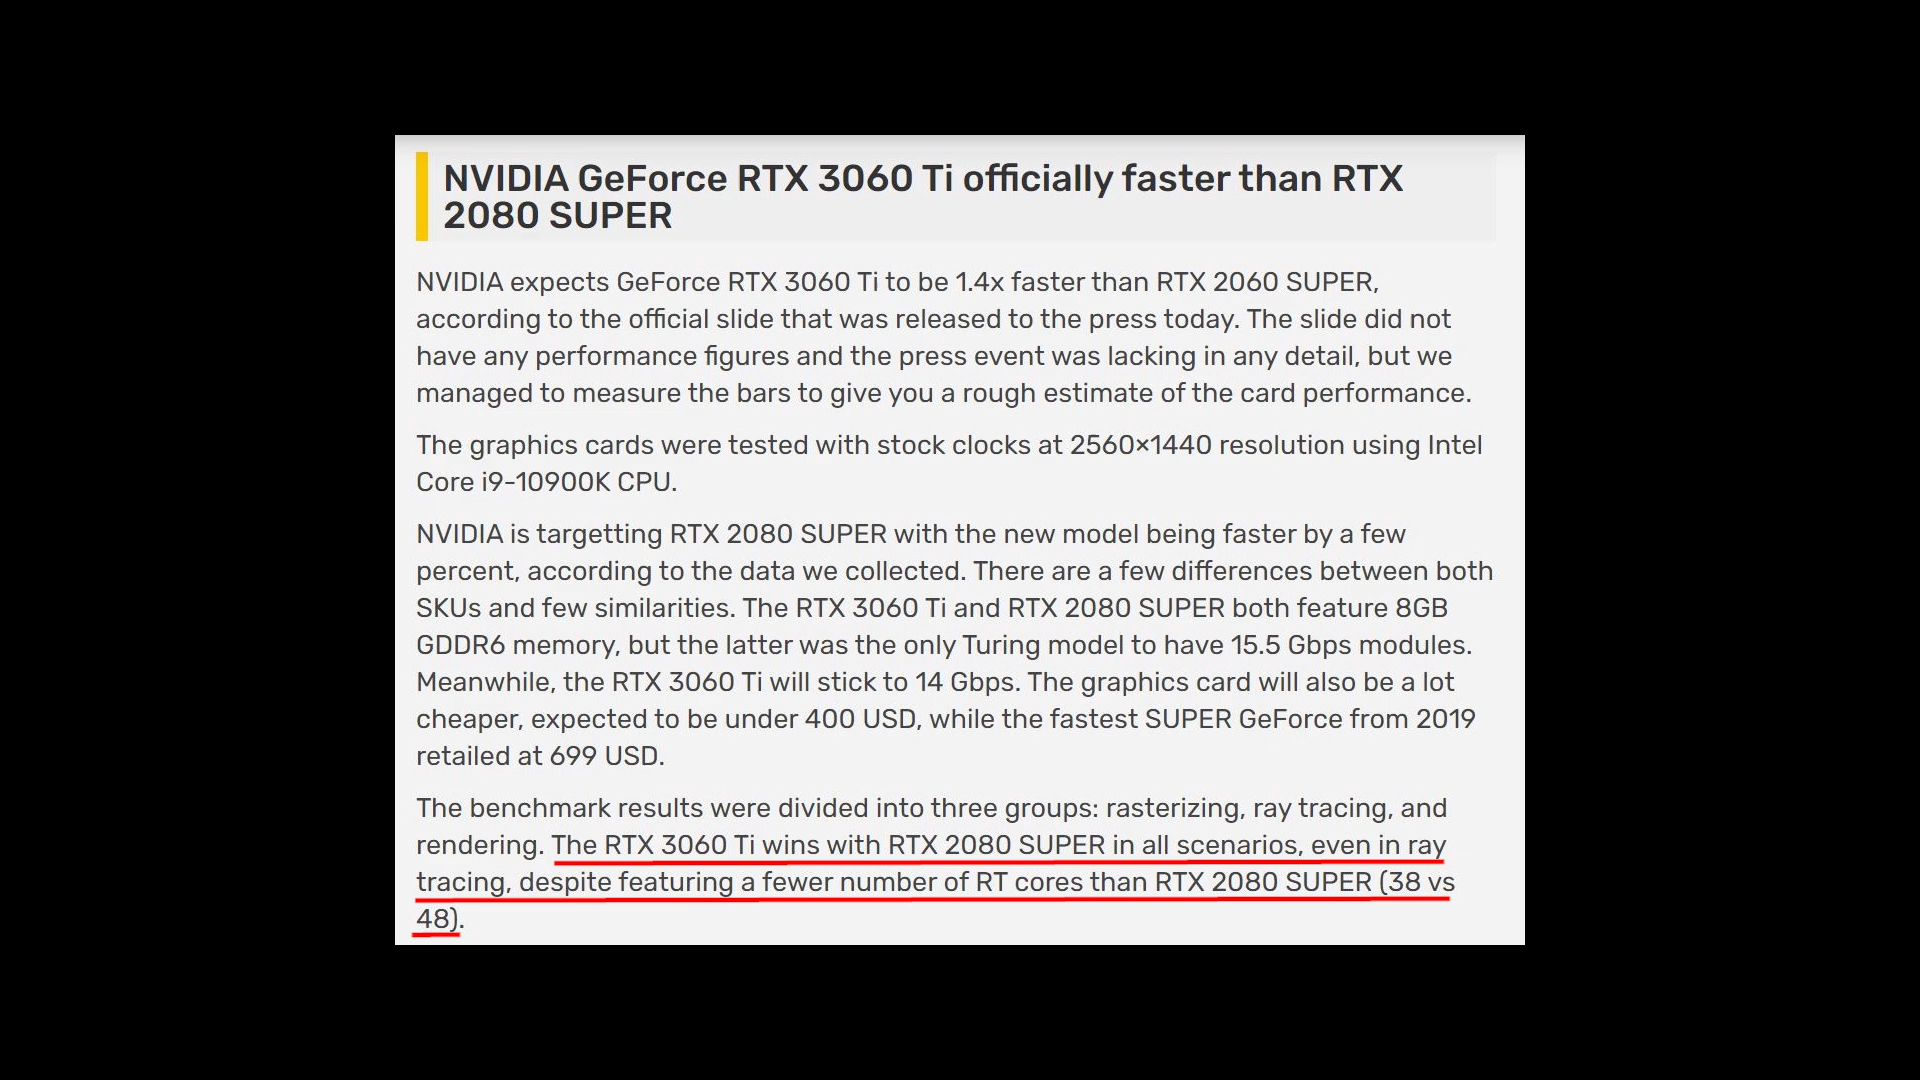 NVIDIA GeForce RTX 3060 Ti officially faster than RTX
2080 SUPER
NVIDIA expects GeForce RTX 3060 Ti to be 1.4x faster than RTX 2060 SUPER,
according to the official slide that was released to the press today. The slide did not
have any performance figures and the press event was lacking in any detail, but we
managed to measure the bars to give you a rough estimate of the card performance.
The graphics cards were tested with stock clocks at 2560×1440 resolution using Intel
Core i9-10900K CPU.
NVIDIA is targetting RTX 2080 SUPER with the new model being faster by a few
percent, according to the data we collected. There are a few differences between both
SKUs and few similarities. The RTX 3060 Ti and RTX 2080 SUPER both feature 8GB
GDDR6 memory, but the latter was the only Turing model to have 15.5 Gbps modules.
Meanwhile, the RTX 3060 Ti will stick to 14 Gbps. The graphics card will also be a lot
cheaper, expected to be under 400 USD, while the fastest SUPER GeForce from 2019
retailed at 699 USD.
The benchmark results were divided into three groups: rasterizing, ray tracing, and
rendering. The RTX 3060 Ti wins with RTX 2080 SUPER in all scenarios, even in ray
tracing, despite featuring a fewer number of RT cores than RTX 2080 SUPER (38 vs
48).